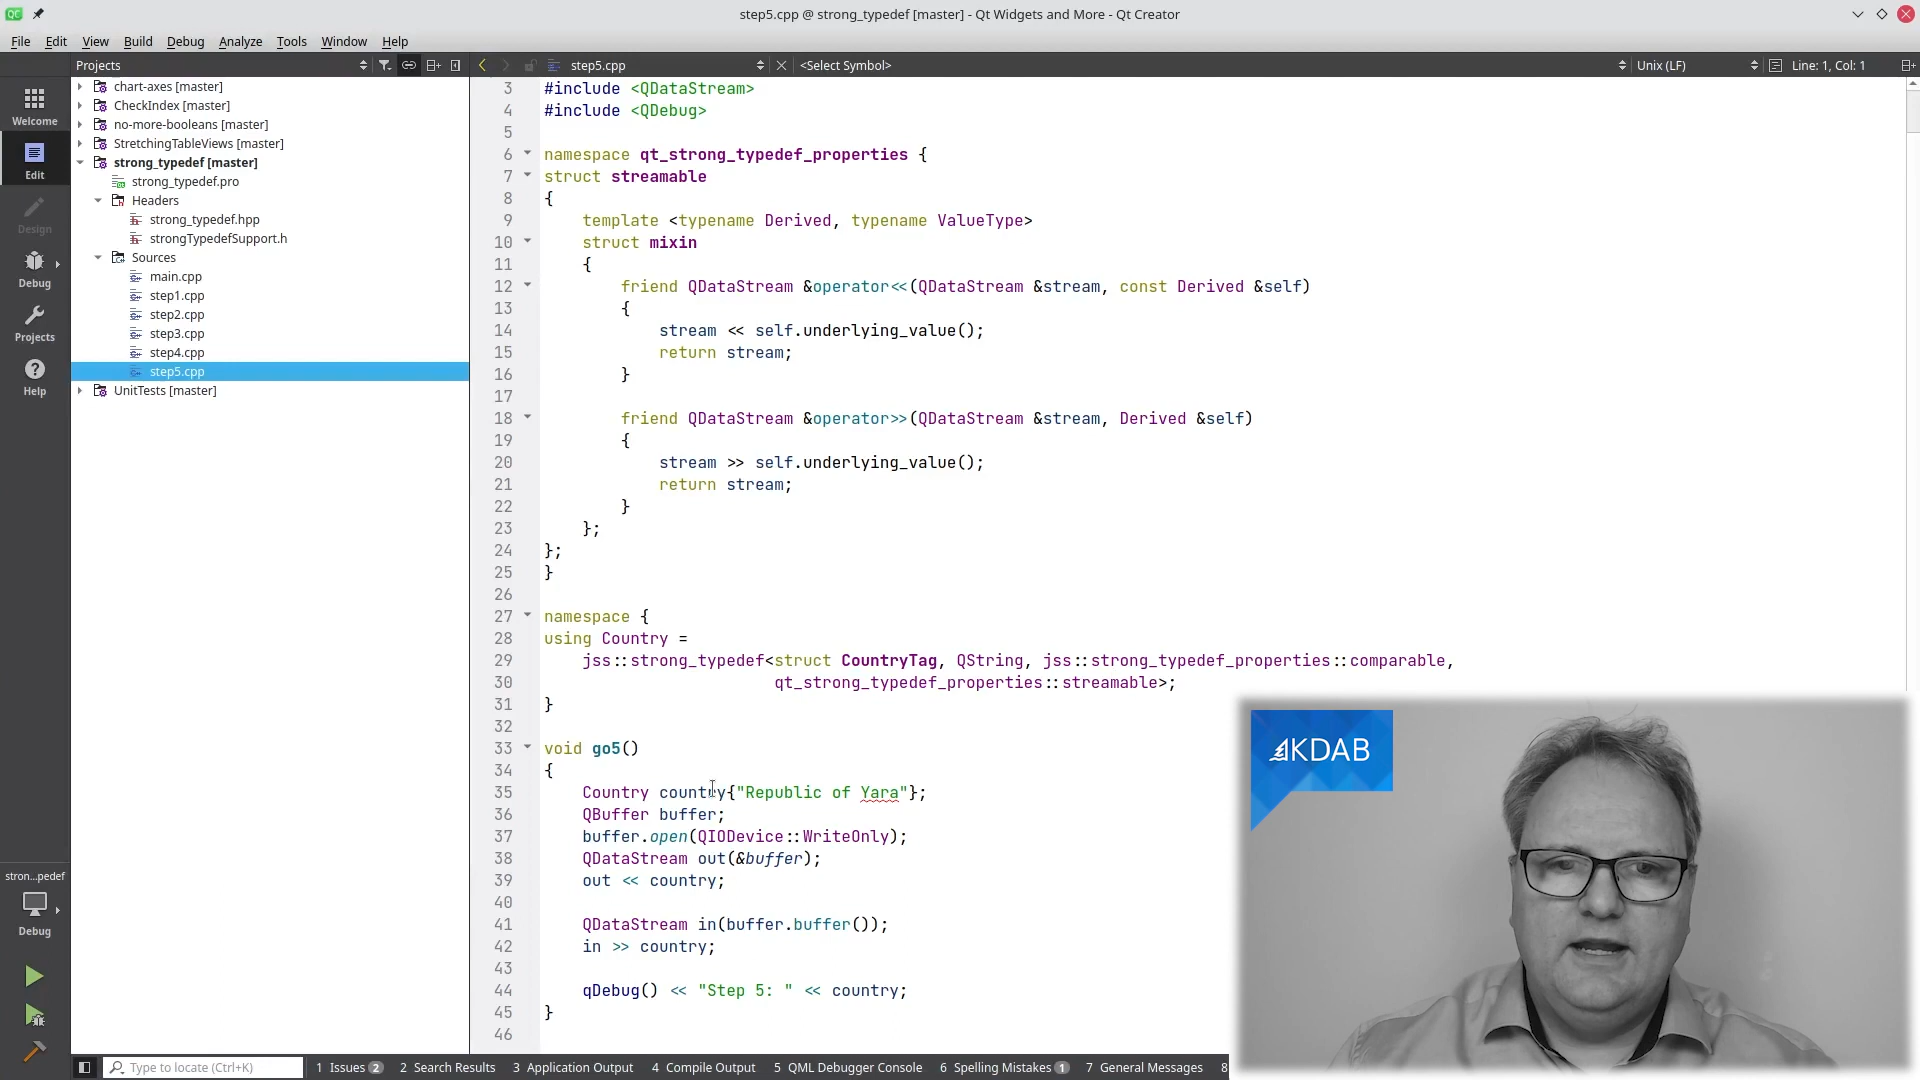 step5.cpp @ strong_typedef [master] - Qt Widgets and More - Qt Creator
File Edit View Build Debug Analyze Tools Window Help
Projects
step5.cpp
<Select Symbol>
Unix (LF)
Line: 1, Col: 1
Welcome
Edit
Design
Debug
Projects
Help
chart-axes [master]
CheckIndex [master]
no-more-booleans [master]
StretchingTableViews [master]
strong_typedef [master]
strong_typedef.pro
Headers
strong_typedef.hpp
strongTypedefSupport.h
Sources
main.cpp
step1.cpp
step2.cpp
step3.cpp
step4.cpp
step5.cpp
UnitTests [master]
3 #include <QDataStream>
4 #include <QDebug>
5
6 namespace qt_strong_typedef_properties {
7 struct streamable
8 {
9 template <typename Derived, typename ValueType>
10 struct mixin
11 {
12 friend QDataStream &operator<<(QDataStream &stream, const Derived &self)
13 {
14 stream << self.underlying_value();
15 return stream;
16 }
17
18 friend QDataStream &operator>>(QDataStream &stream, Derived &self)
19 {
20 stream >> self.underlying_value();
21 return stream;
22 }
23 };
24 };
25 }
26
27 namespace {
28 using Country =
29 jss::strong_typedef<struct CountryTag, QString, jss::strong_typedef_properties::comparable,
30 qt_strong_typedef_properties::streamable>;
31 }
32
33 void go5()
34 {
35 Country country{"Republic of Yara"};
36 QBuffer buffer;
37 buffer.open(QIODevice::WriteOnly);
38 QDataStream out(&buffer);
39 out << country;
40
41 QDataStream in(buffer.buffer());
42 in >> country;
43
44 qDebug() << "Step 5: " << country;
45 }
46
KDAB
stron...pedef
Debug
Type to locate (Ctrl+K)
1 Issues 2
2 Search Results
3 Application Output
4 Compile Output
5 QML Debugger Console
6 Spelling Mistakes 1
7 General Messages
8